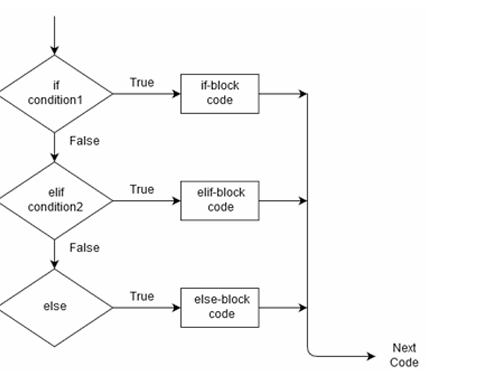 if
condition1
True
if-block
code
False
elif
condition2
True
elif-block
code
False
else
True
else-block
code
Next
Code